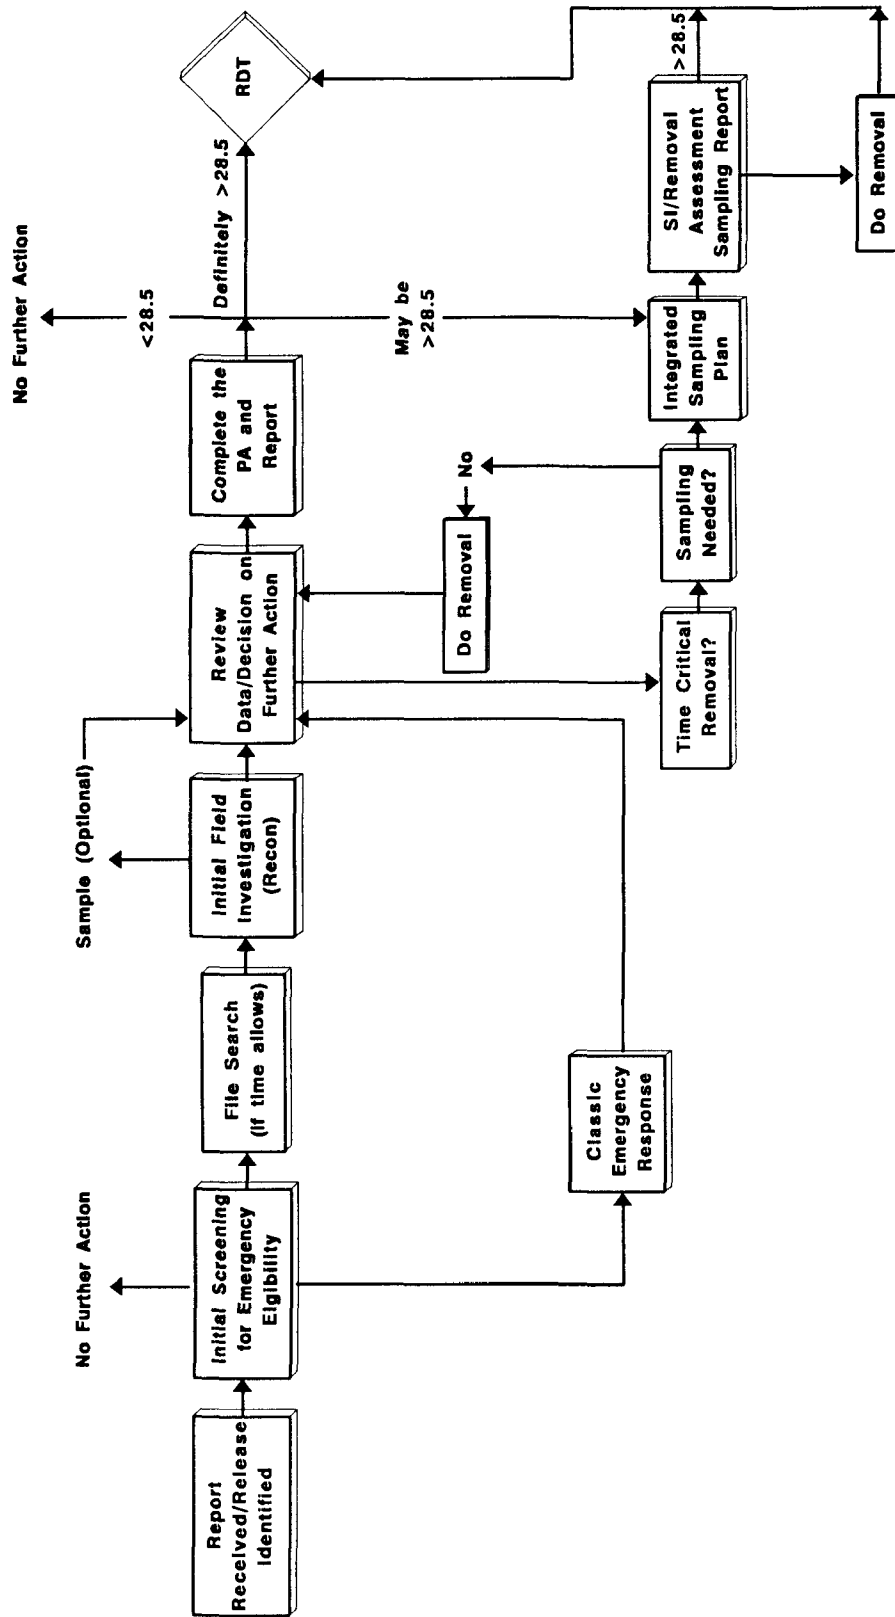 Report
Received/Release
Identified
No Further Action
Initial Screening
for Emergency
Elgibility
Classic
Emergency
Response
File Search
(if time allows)
Sample (Optional)
Initial Field
Investigation
(Recon)
Review
Data/Decision on
Further Action
Time Critical
Removal?
Sampling
Needed?
No
Do Removal
Complete the
PA and
Report
No Further Action
<28.5
Definitely >28.5
May be
>28.5
RDT
Integrated
Sampling
Plan
SI/Removal
Assessment
Sampling Report
>28.5
Do Removal